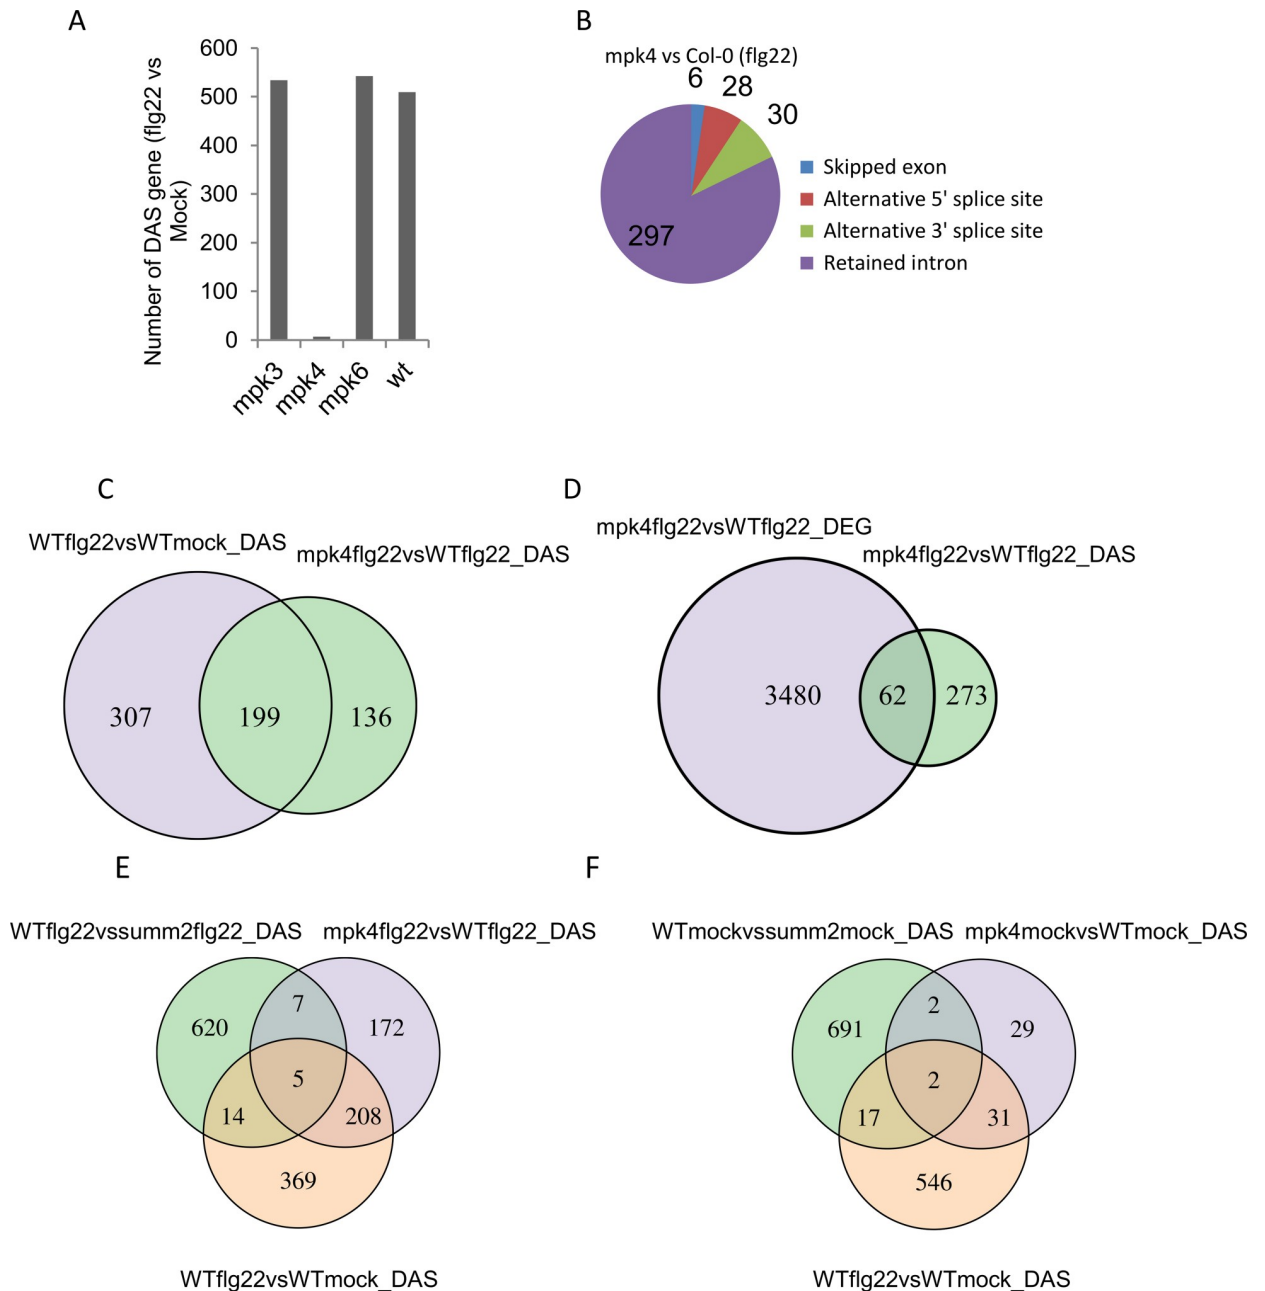 A
Number of DAS gene (flg22 vs
Mock)
600
500
400
300
200
100
0
mpk3
mpk4
mpk6
wt
B
mpk4 vs Col-0 (flg22)
6
28
30
297
Skipped exon
Alternative 5' splice site
Alternative 3' splice site
Retained intron
C
WTflg22vsWTmock_DAS
mpk4flg22vsWTflg22_DAS
307
199
136
D
mpk4flg22vsWTflg22_DEG
mpk4flg22vsWTflg22_DAS
3480
62
273
E
WTflg22vssumm2flg22_DAS
mpk4flg22vsWTflg22_DAS
7
620
172
5
14
208
369
WTflg22vsWTmock_DAS
F
WTmockvssumm2mock_DAS
mpk4mockvsWTmock_DAS
2
691
29
2
17
31
546
WTflg22vsWTmock_DAS